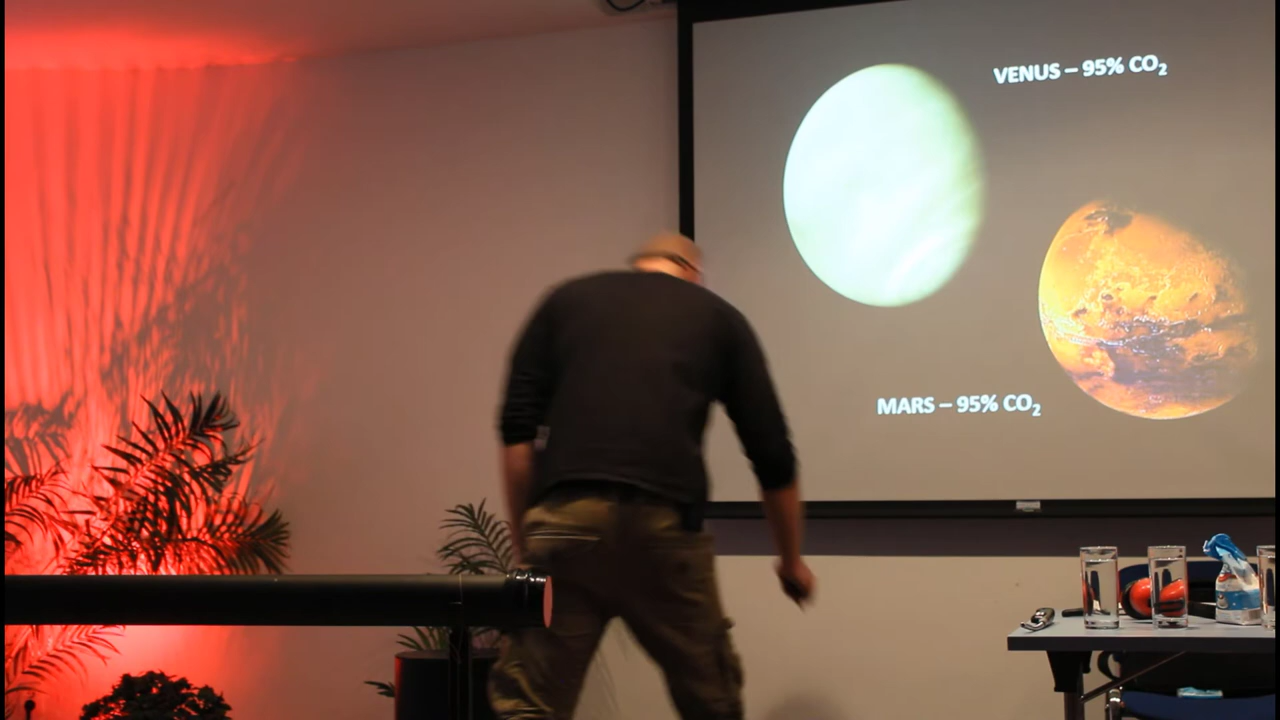 VENUS – 95% CO₂
MARS – 95% CO₂